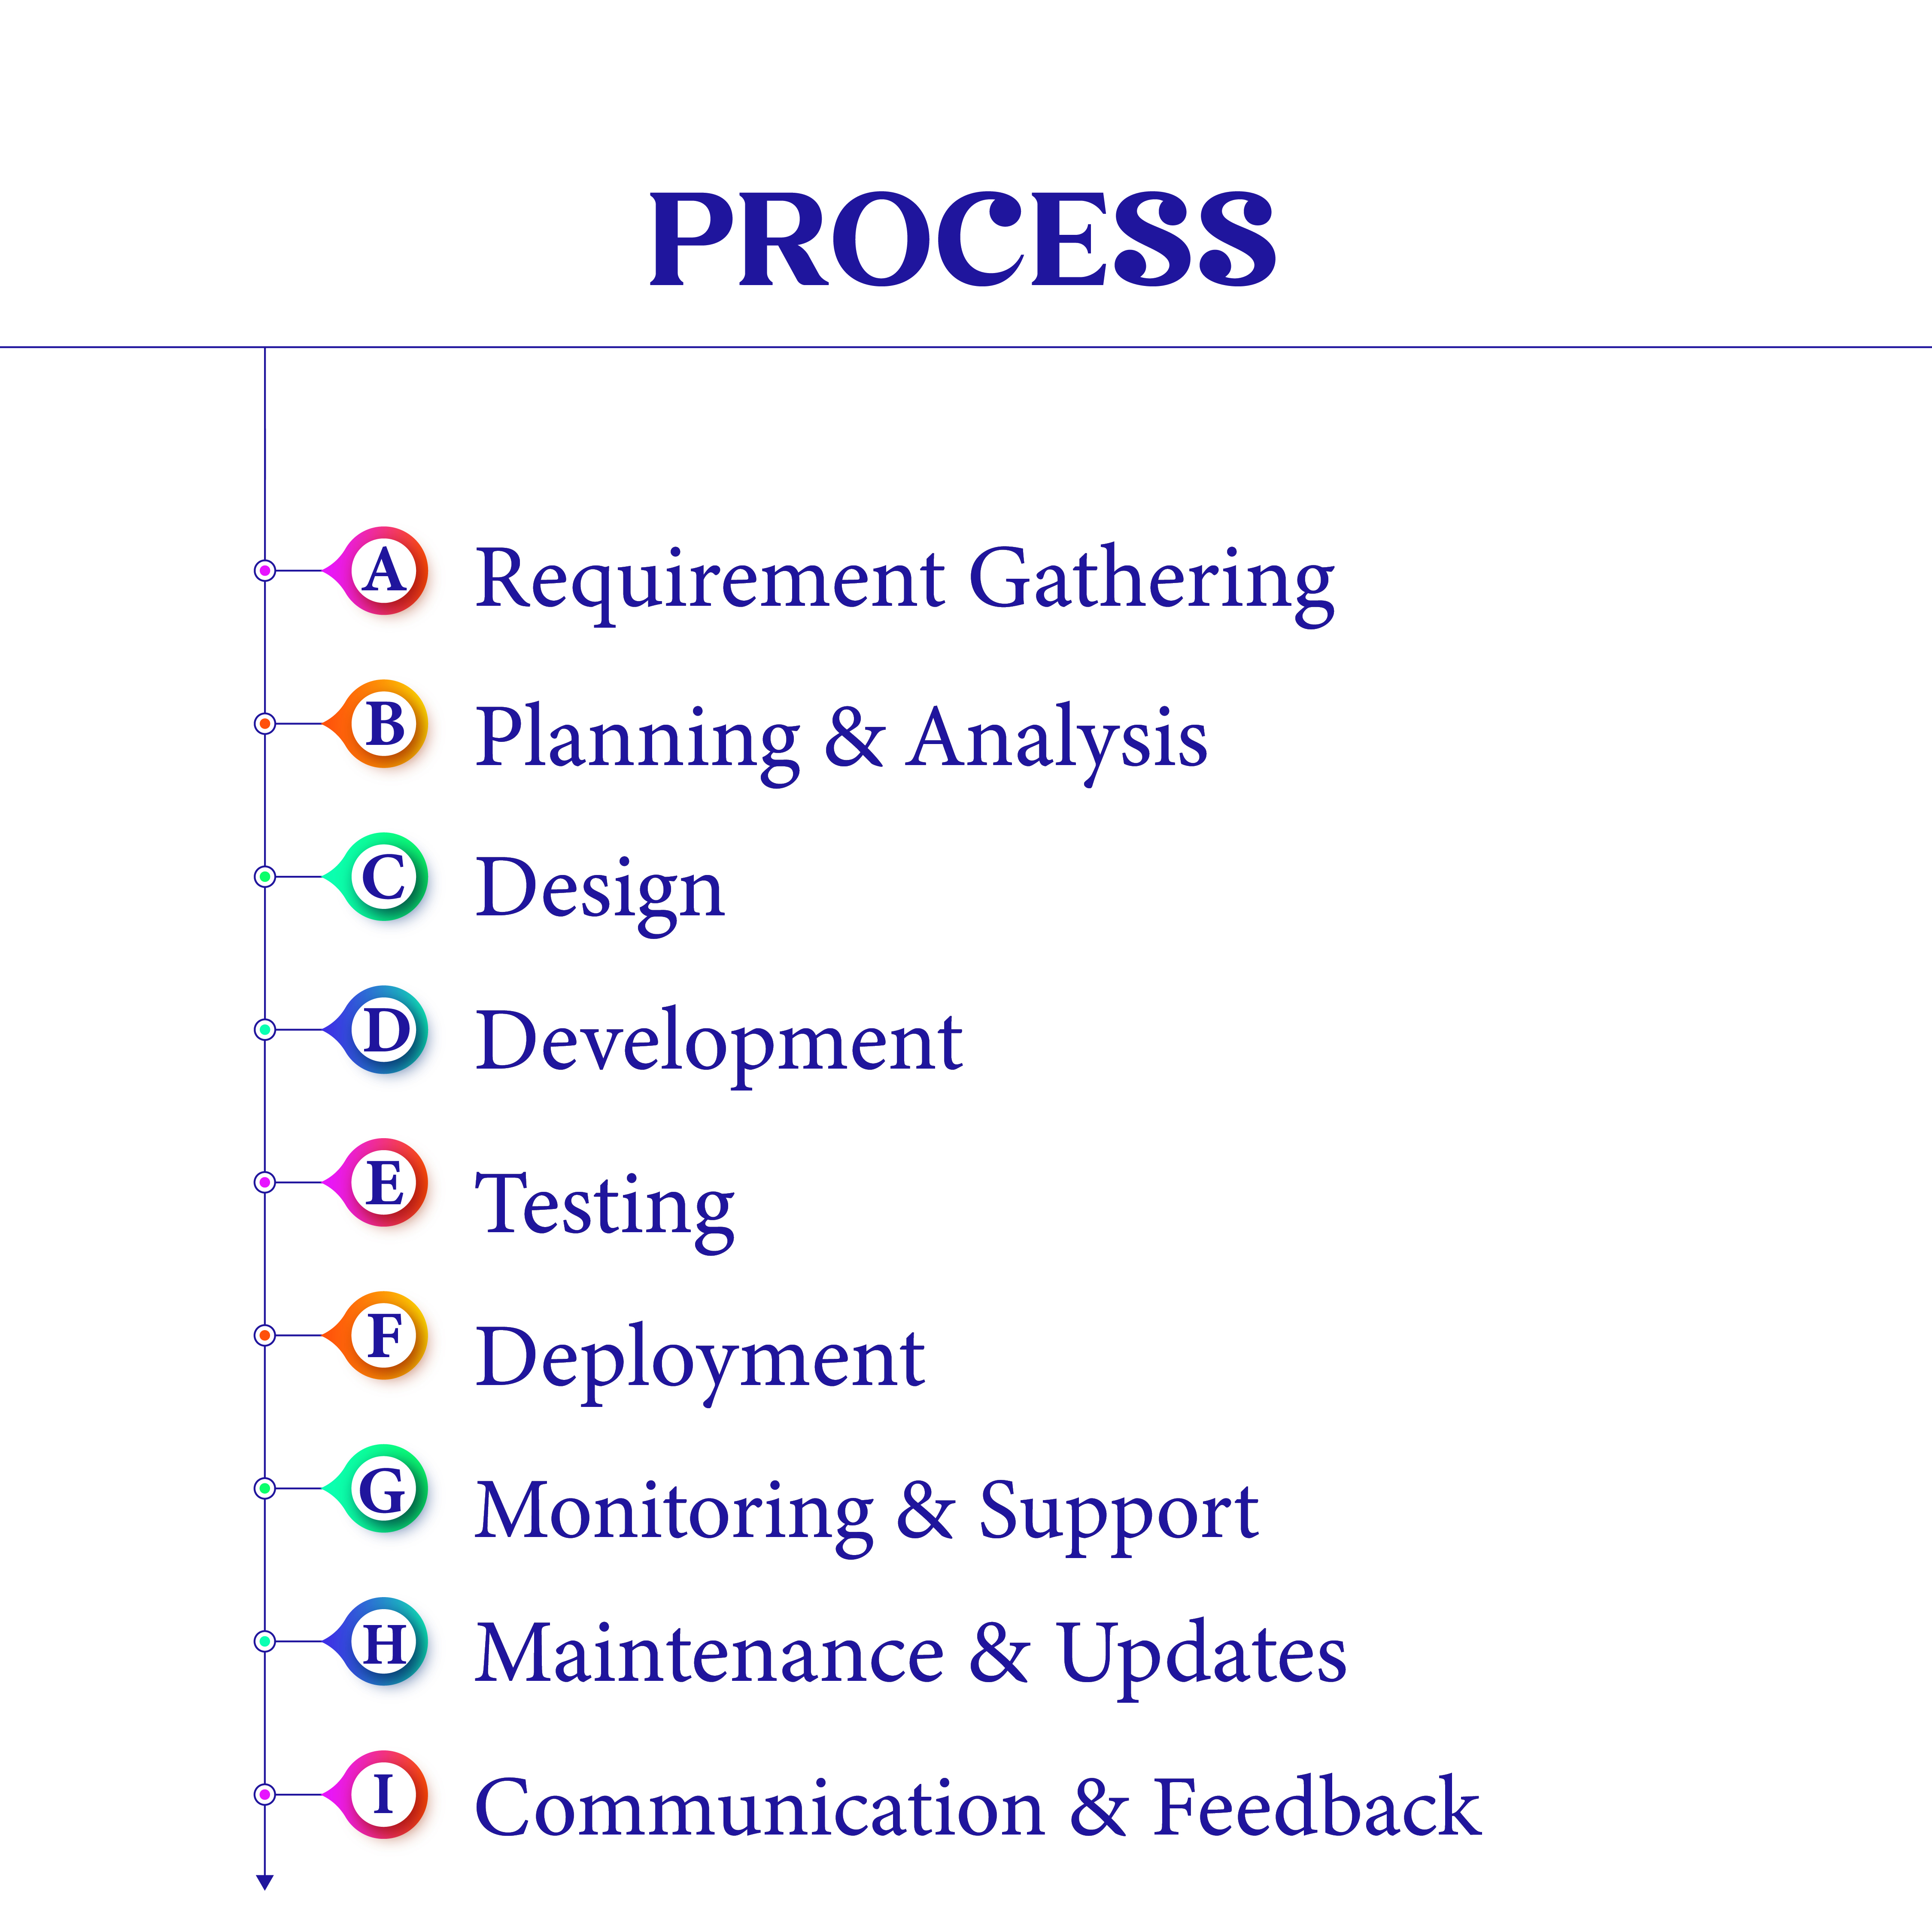 PROCESS
A Requirement Gathering
B Planning & Analysis
C Design
D Development
E Testing
F Deployment
G Monitoring & Support
H Maintenance & Updates
I Communication & Feedback